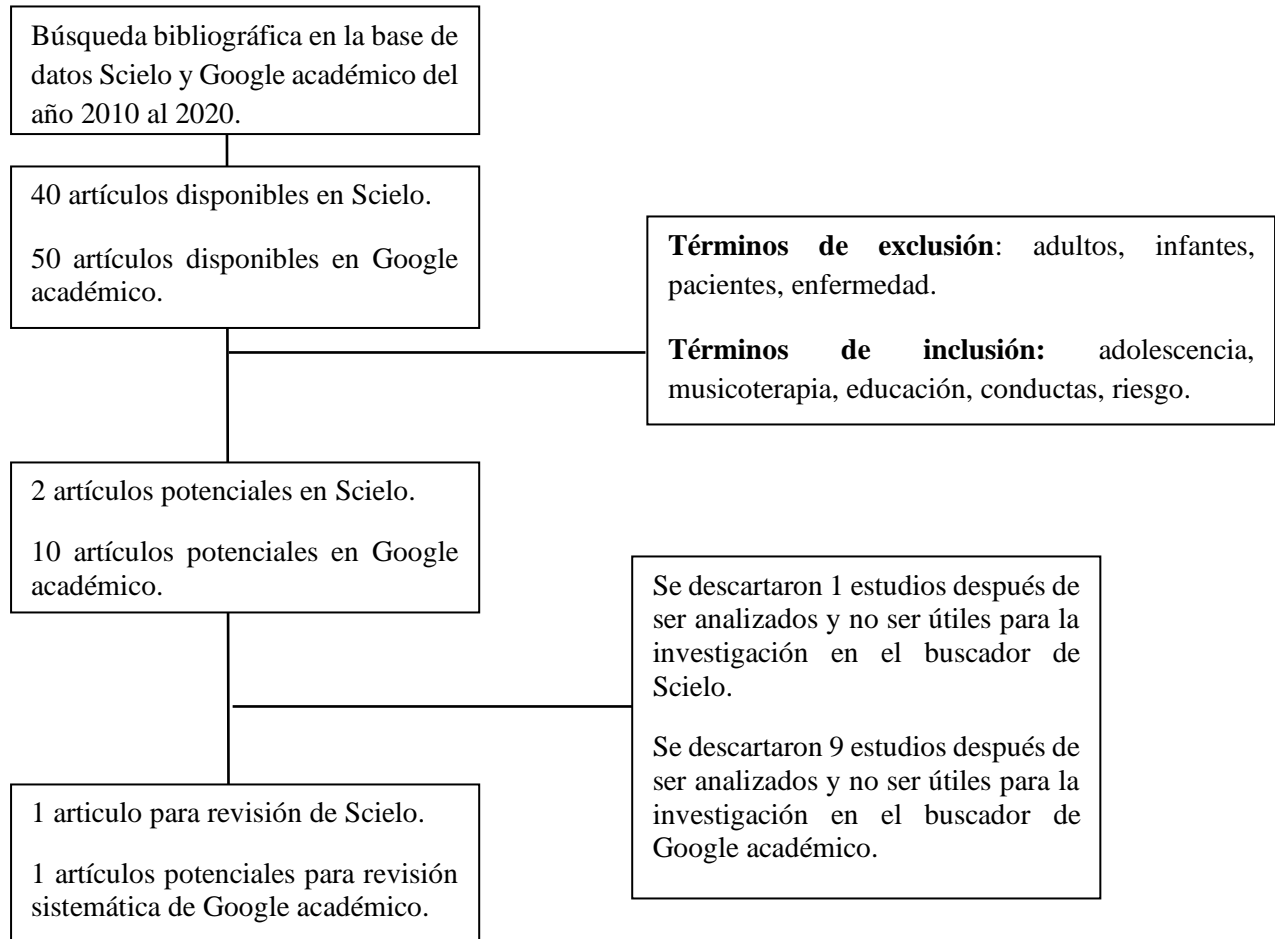 Búsqueda bibliográfica en la base de
datos Scielo y Google académico del
año 2010 al 2020.
40 artículos disponibles en Scielo.
50 artículos disponibles en Google
académico.
Términos de exclusión: adultos, infantes,
pacientes, enfermedad.
Términos de inclusión: adolescencia,
musicoterapia, educación, conductas, riesgo.
2 artículos potenciales en Scielo.
10 artículos potenciales en Google
académico.
Se descartaron 1 estudios después de
ser analizados y no ser útiles para la
investigación en el buscador de
Scielo.
Se descartaron 9 estudios después de
ser analizados y no ser útiles para la
investigación en el buscador de
Google académico.
1 articulo para revisión de Scielo.
1 artículos potenciales para revisión
sistemática de Google académico.